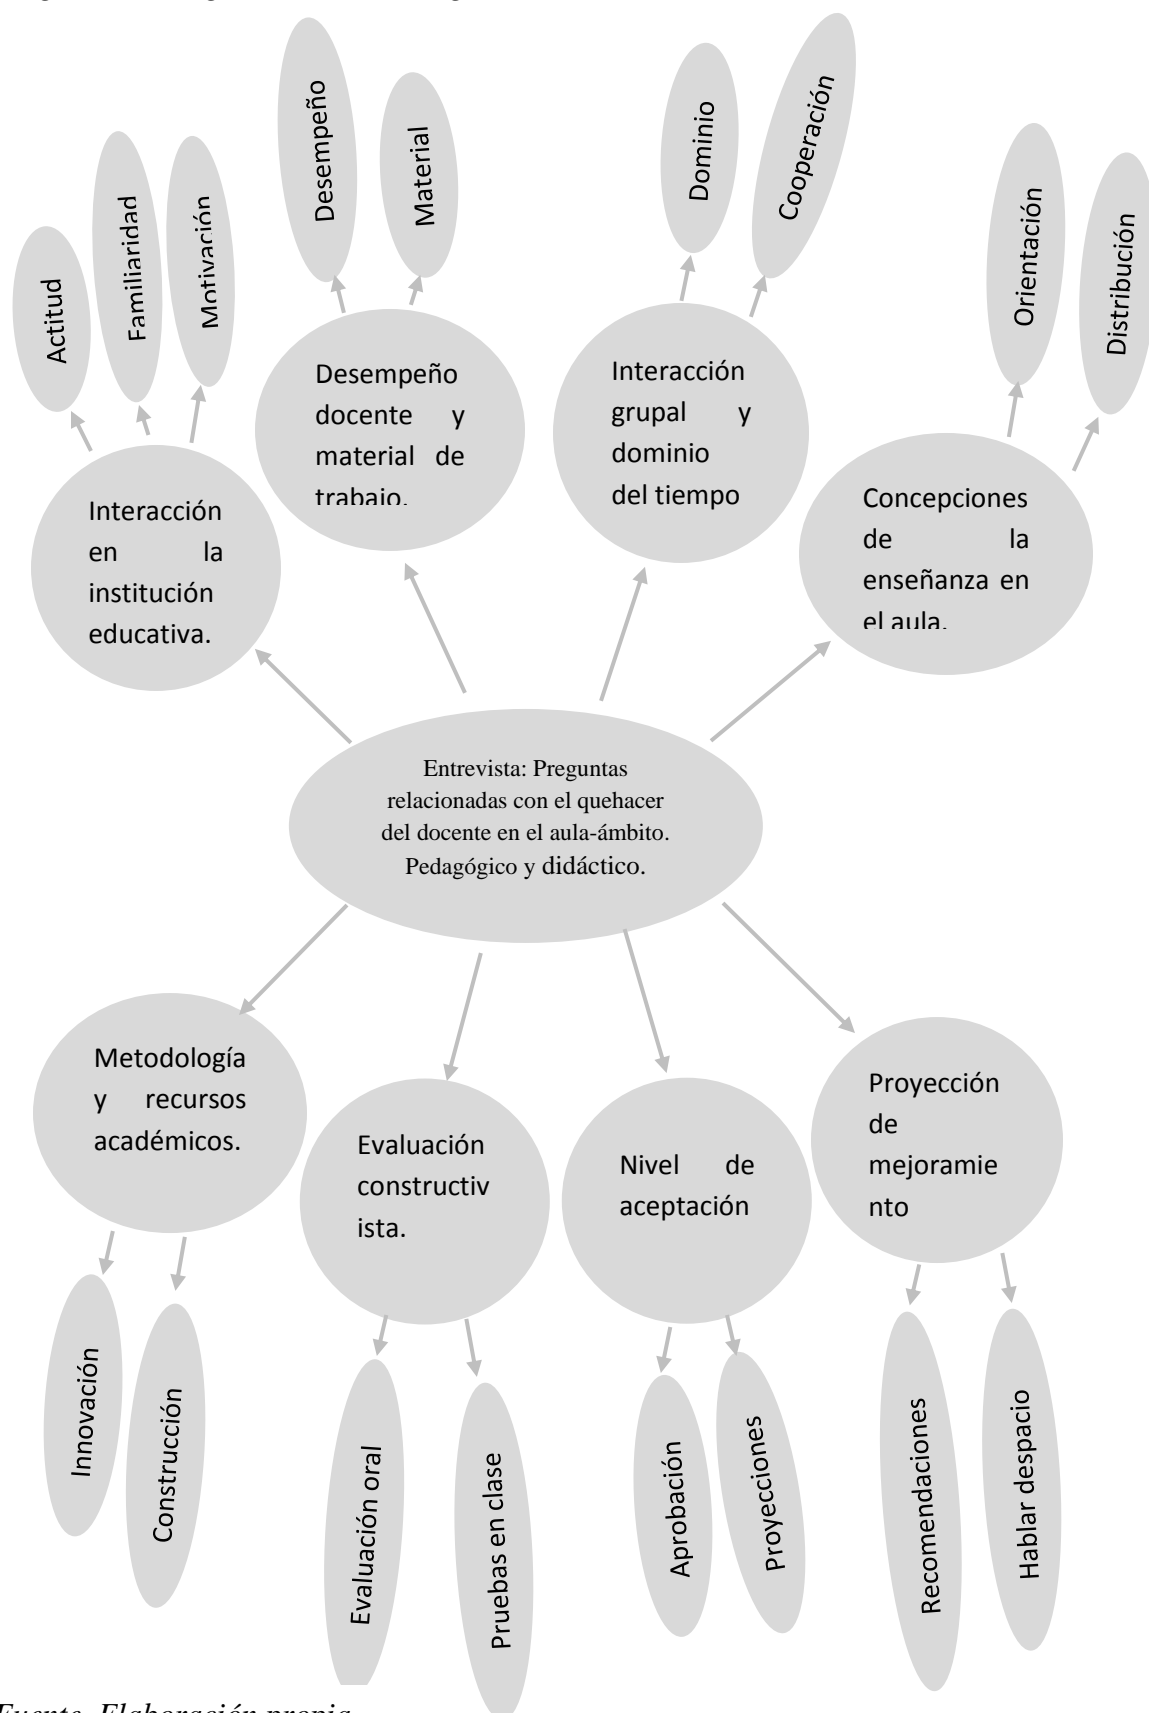 Desempeño
Material
Dominio
Cooperación
Actitud
Familiaridad
Motivación
Orientación
Distribución
Interacción
en la
institución
educativa.
Desempeño
docente y
material de
trabajo.
Interacción
grupal y
dominio
del tiempo
Concepciones
de la
enseñanza en
el aula.
Entrevista: Preguntas
relacionadas con el quehacer
del docente en el aula-ámbito.
Pedagógico y didáctico.
Metodología
y recursos
académicos.
Evaluación
constructiv
ista.
Nivel de
aceptación
Proyección
de
mejoramie
nto
Innovación
Construcción
Evaluación oral
Pruebas en clase
Aprobación
Proyecciones
Recomendaciones
Hablar despacio
Fuente. Elaboración propia